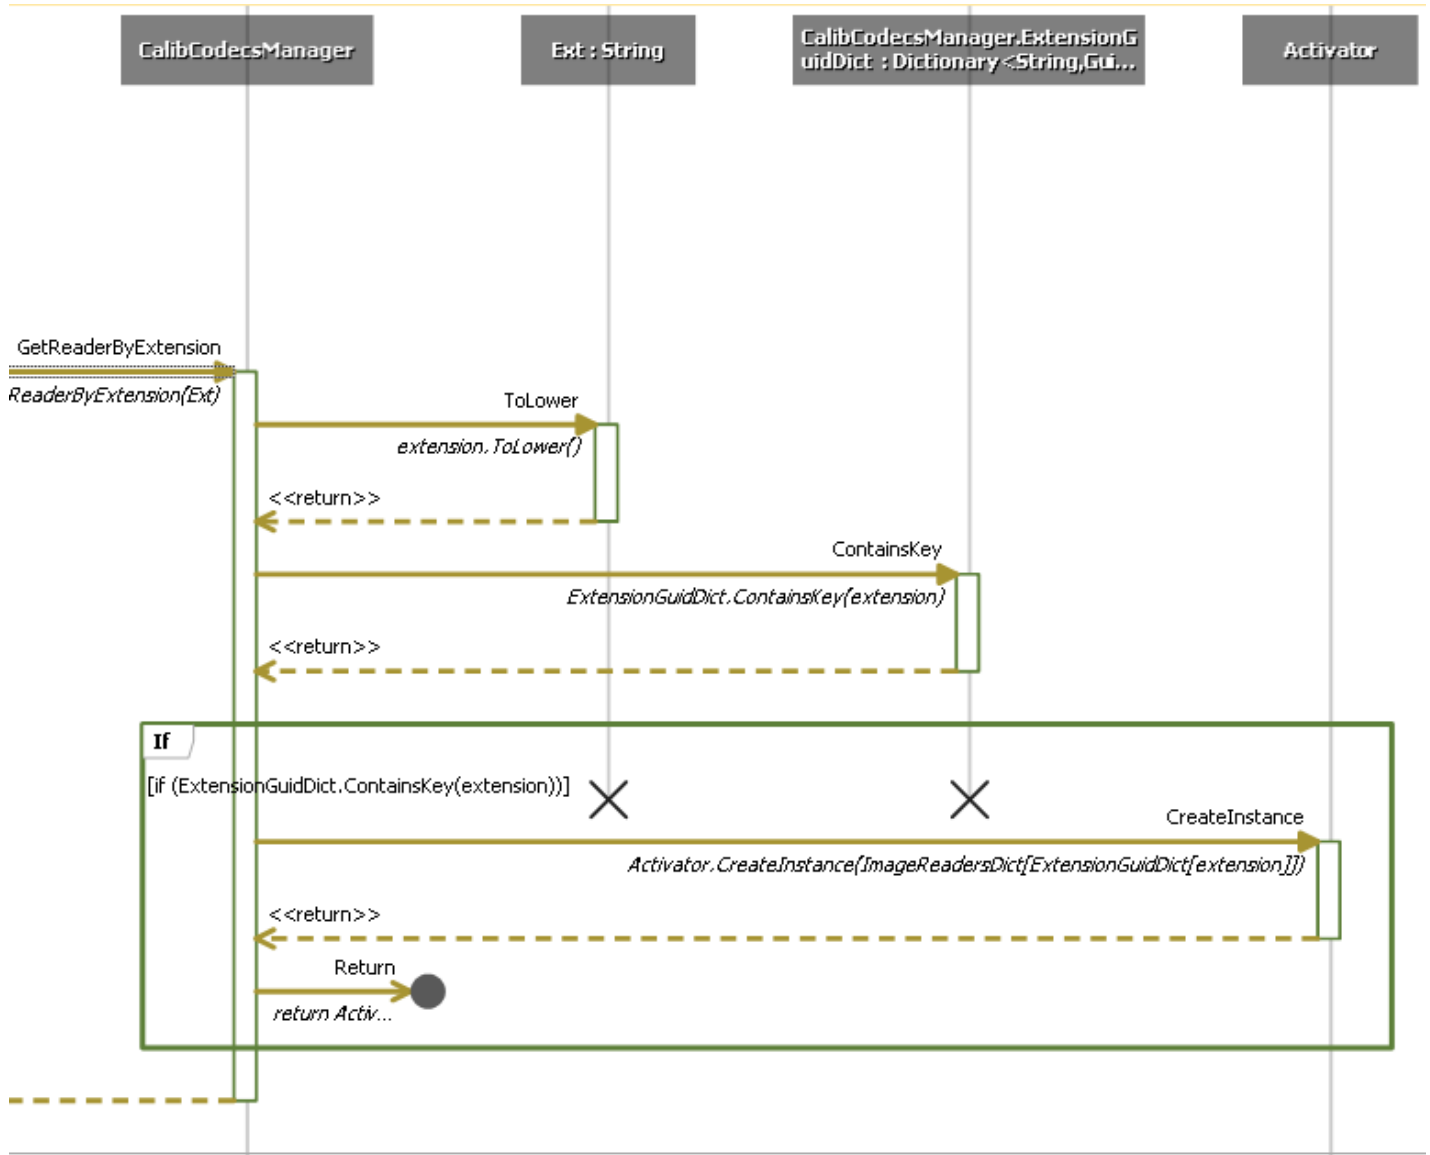 CalibCodecsManager
Ext : String
CalibCodecsManager.ExtensionG
uidDict : Dictionary<String,Gui...
Activator
GetReaderByExtension
ReaderByExtension(Ext)
ToLower
extension.ToLower()
<<return>>
ContainsKey
ExtensionGuidDict.ContainsKey(extension)
<<return>>
If
[if (ExtensionGuidDict.ContainsKey(extension))]
CreateInstance
Activator.CreateInstance(ImageReadersDict[ExtensionGuidDict[extension]])
<<return>>
Return
return Activ...